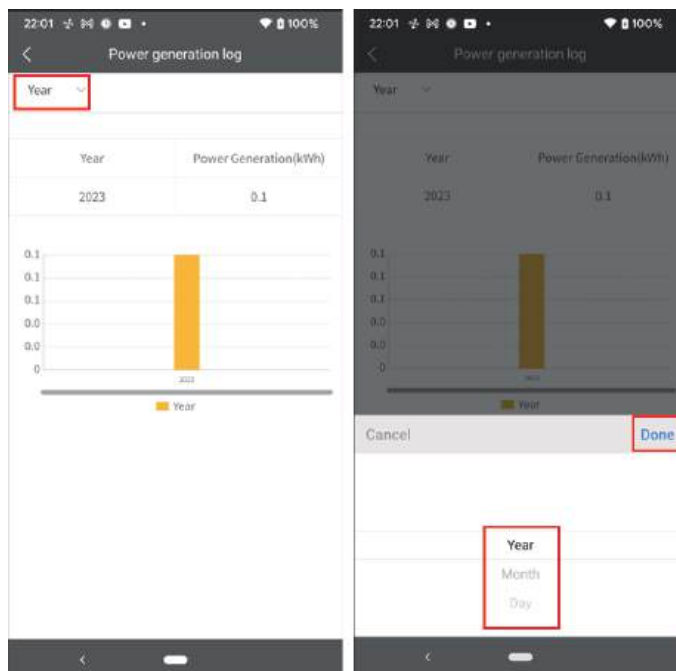 22:01 100%
Power generation log
Year
Year Power Generation(kWh)
2023 0.1
0.1
0.1
0.1
0.0
0.0
0
2023
Year
22:01 100%
Power generation log
Year
Year Power Generation(kWh)
2023 0.1
0.1
0.1
0.1
0.0
0.0
0
2023
Year
Cancel Done
Year
Month
Day